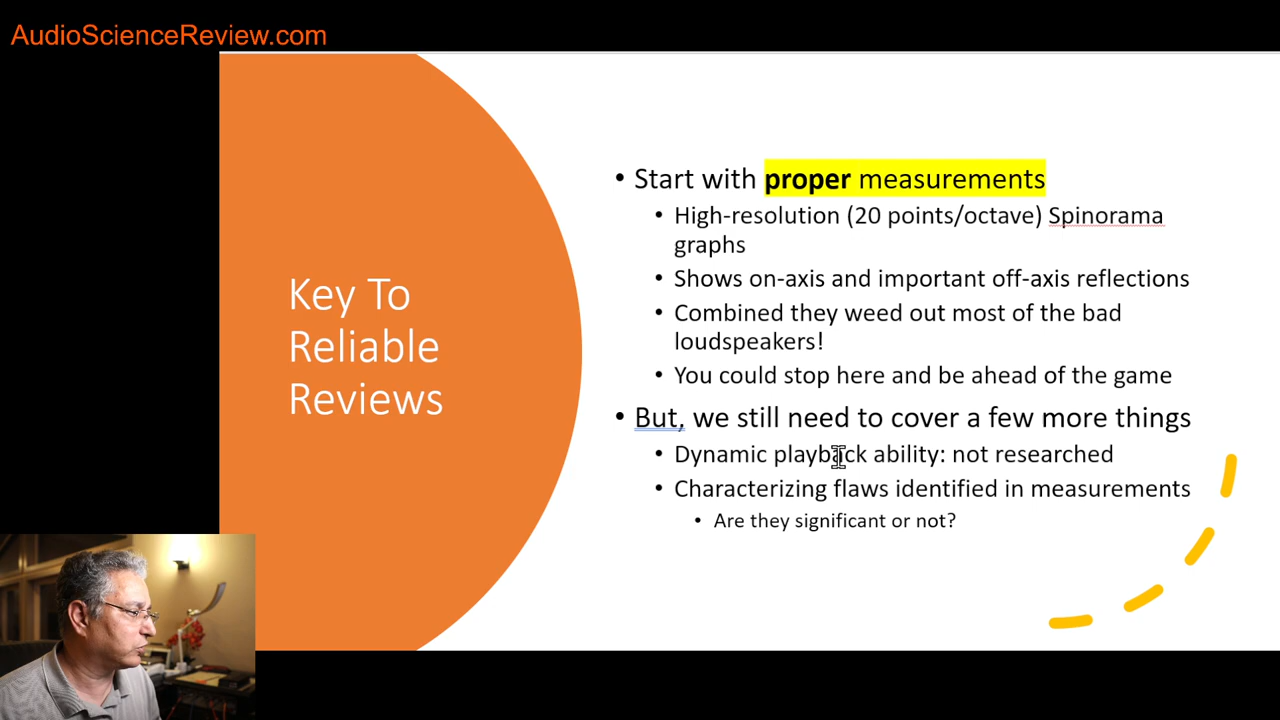 AudioScienceReview.com
Key To
Reliable
Reviews
• Start with proper measurements
• High-resolution (20 points/octave) Spinorama
graphs
• Shows on-axis and important off-axis reflections
• Combined they weed out most of the bad
loudspeakers!
• You could stop here and be ahead of the game
• But, we still need to cover a few more things
• Dynamic playback ability: not researched
• Characterizing flaws identified in measurements
• Are they significant or not?